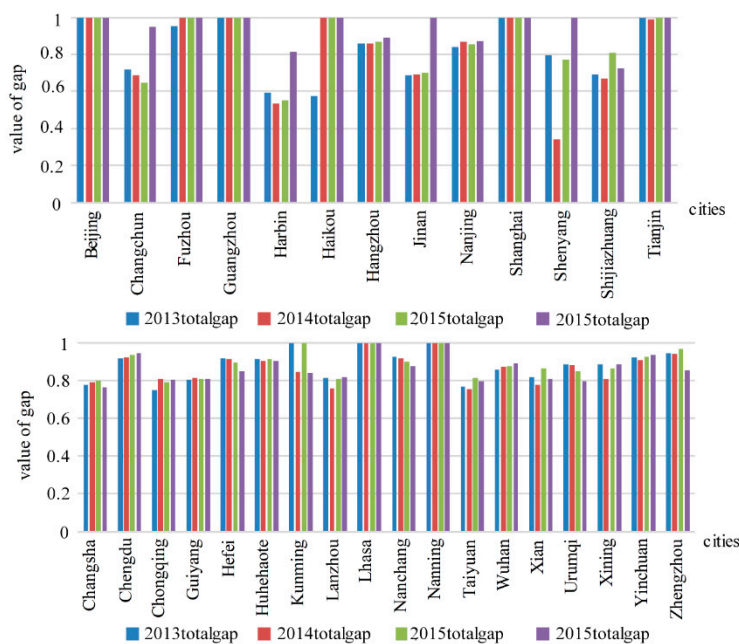 1
0.8
0.6
0.4
0.2
0
value of gap
cities
Beijing
Changchun
Fuzhou
Guangzhou
Harbin
Haikou
Hangzhou
Jinan
Nanjing
Shanghai
Shenyang
Shijiazhuang
Tianjin
2013totalgap 2014totalgap 2015totalgap 2015totalgap
1
0.8
0.6
0.4
0.2
0
value of gap
cities
Changsha
Chengdu
Chongqing
Guiyang
Hefei
Huhehaote
Kunming
Lanzhou
Lhasa
Nanchang
Nanning
Taiyuan
Wuhan
Xian
Urunqi
Xining
Yinchuan
Zhengzhou
2013totalgap 2014totalgap 2015totalgap 2015totalgap